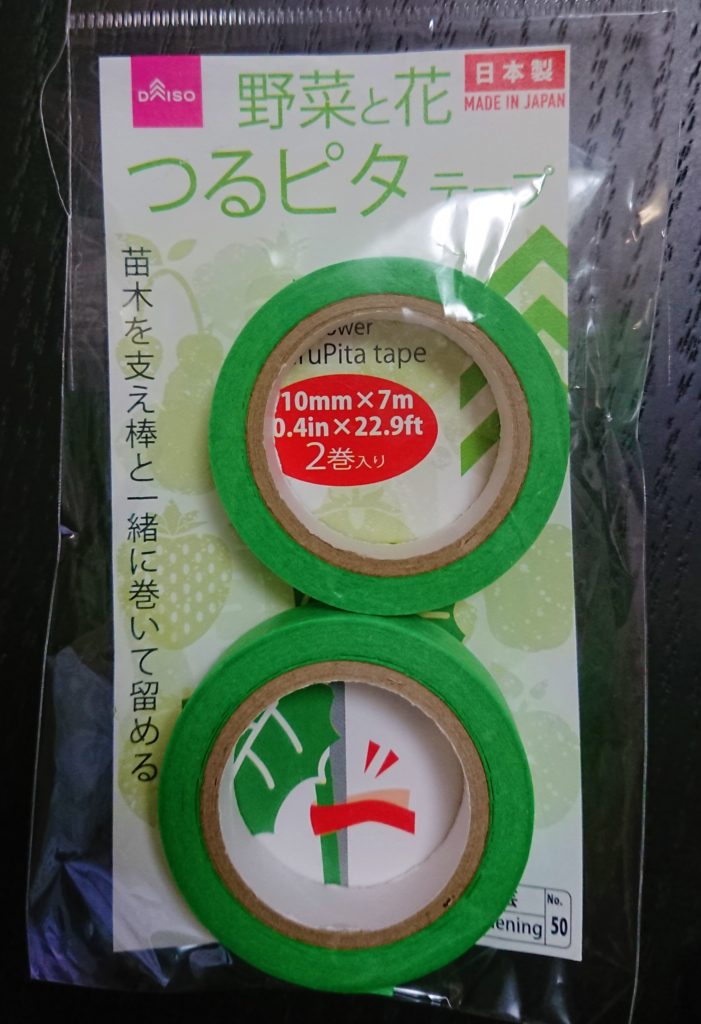 DAISO
日本製
MADE IN JAPAN
野菜と花
つるピタ テープ
苗木を支え棒と一緒に巻いて留める
tape
10mm×7m
×22.9ft
2巻入り
No.
50